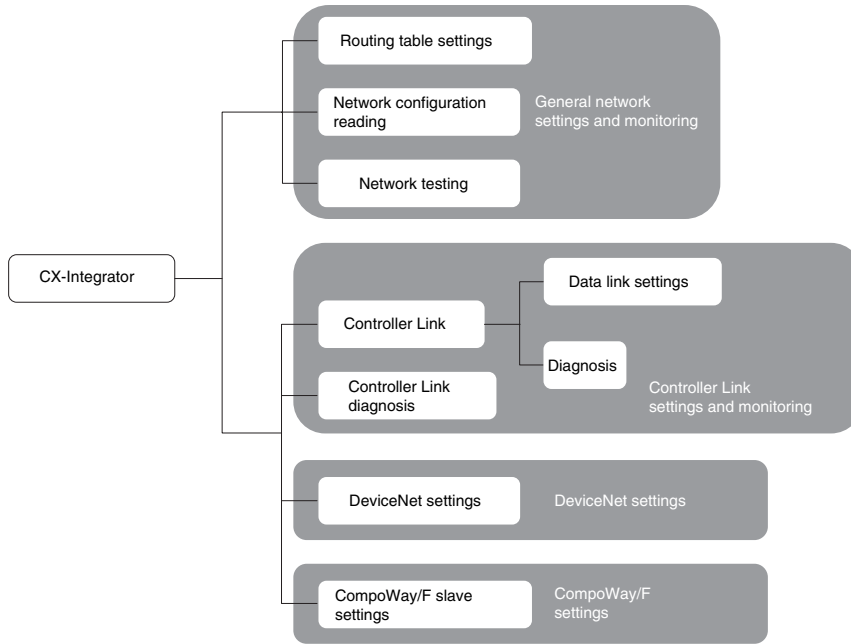 Routing table settings
Network configuration
reading
General network
settings and monitoring
Network testing
CX-Integrator
Data link settings
Controller Link
Diagnosis
Controller Link
diagnosis
Controller Link
settings and monitoring
DeviceNet settings
DeviceNet settings
CompoWay/F slave
settings
CompoWay/F
settings